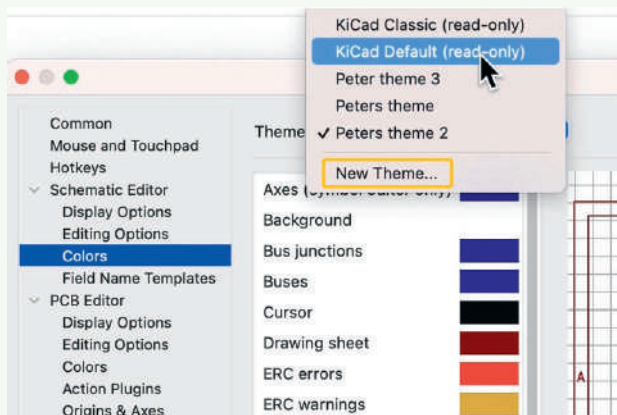 KiCad Classic (read-only)
KiCad Default (read-only)
Peter theme 3
Peters theme
✓ Peters theme 2
New Theme...
Common
Mouse and Touchpad
Hotkeys
Schematic Editor
Display Options
Editing Options
Colors
Field Name Templates
PCB Editor
Display Options
Editing Options
Colors
Action Plugins
Origins & Axes
Theme
Axes (symbol editor only)
Background
Bus junctions
Buses
Cursor
Drawing sheet
ERC errors
ERC warnings
A